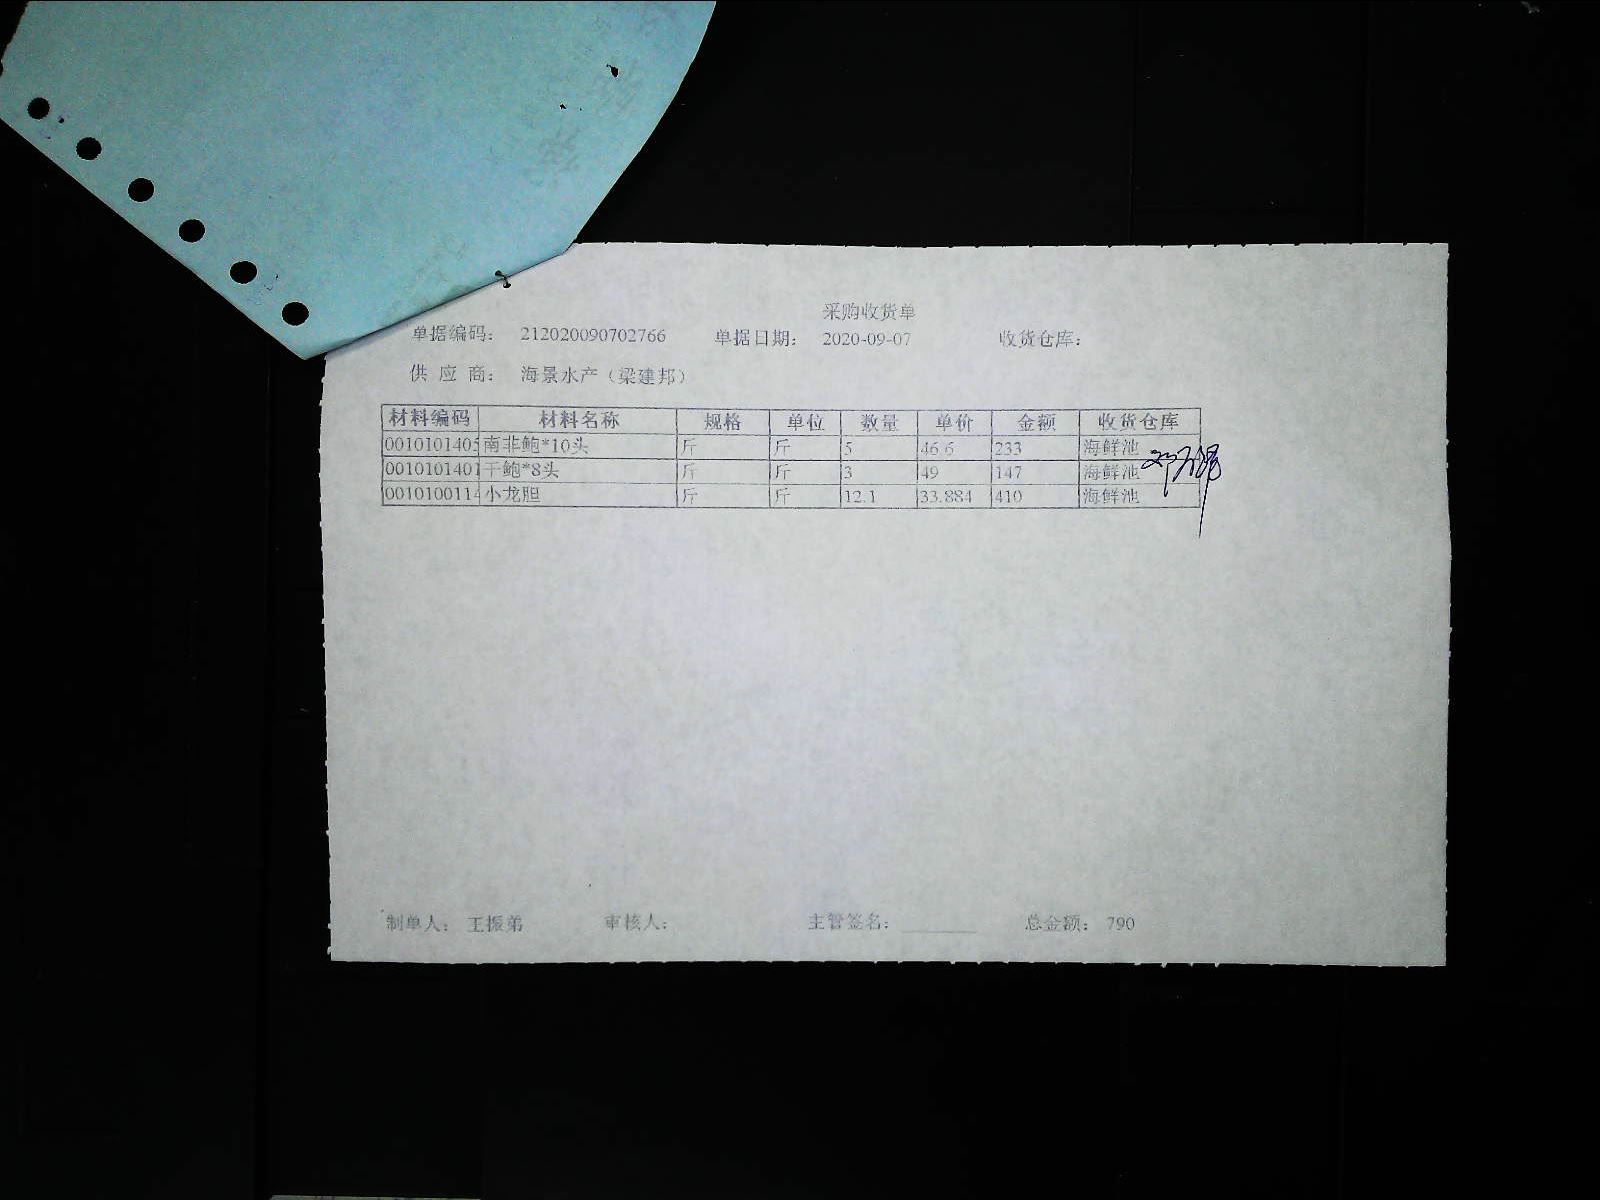 采购收货单
单据编码： 212020090702766 单据日期： 2020-09-07 收货仓库：
供 应 商： 海景水产（梁建邦）
材料编码 材料名称 规格 单位 数量 单价 金额 收货仓库
0010101405 南非鲍*10头 斤 斤 5 46.6 233 海鲜池
0010101401 干鲍*8头 斤 斤 3 49 147 海鲜池
0010100114 小龙胆 斤 斤 12.1 33.884 410 海鲜池
制单人： 王振弟 审核人： 主管签名： 总金额： 790